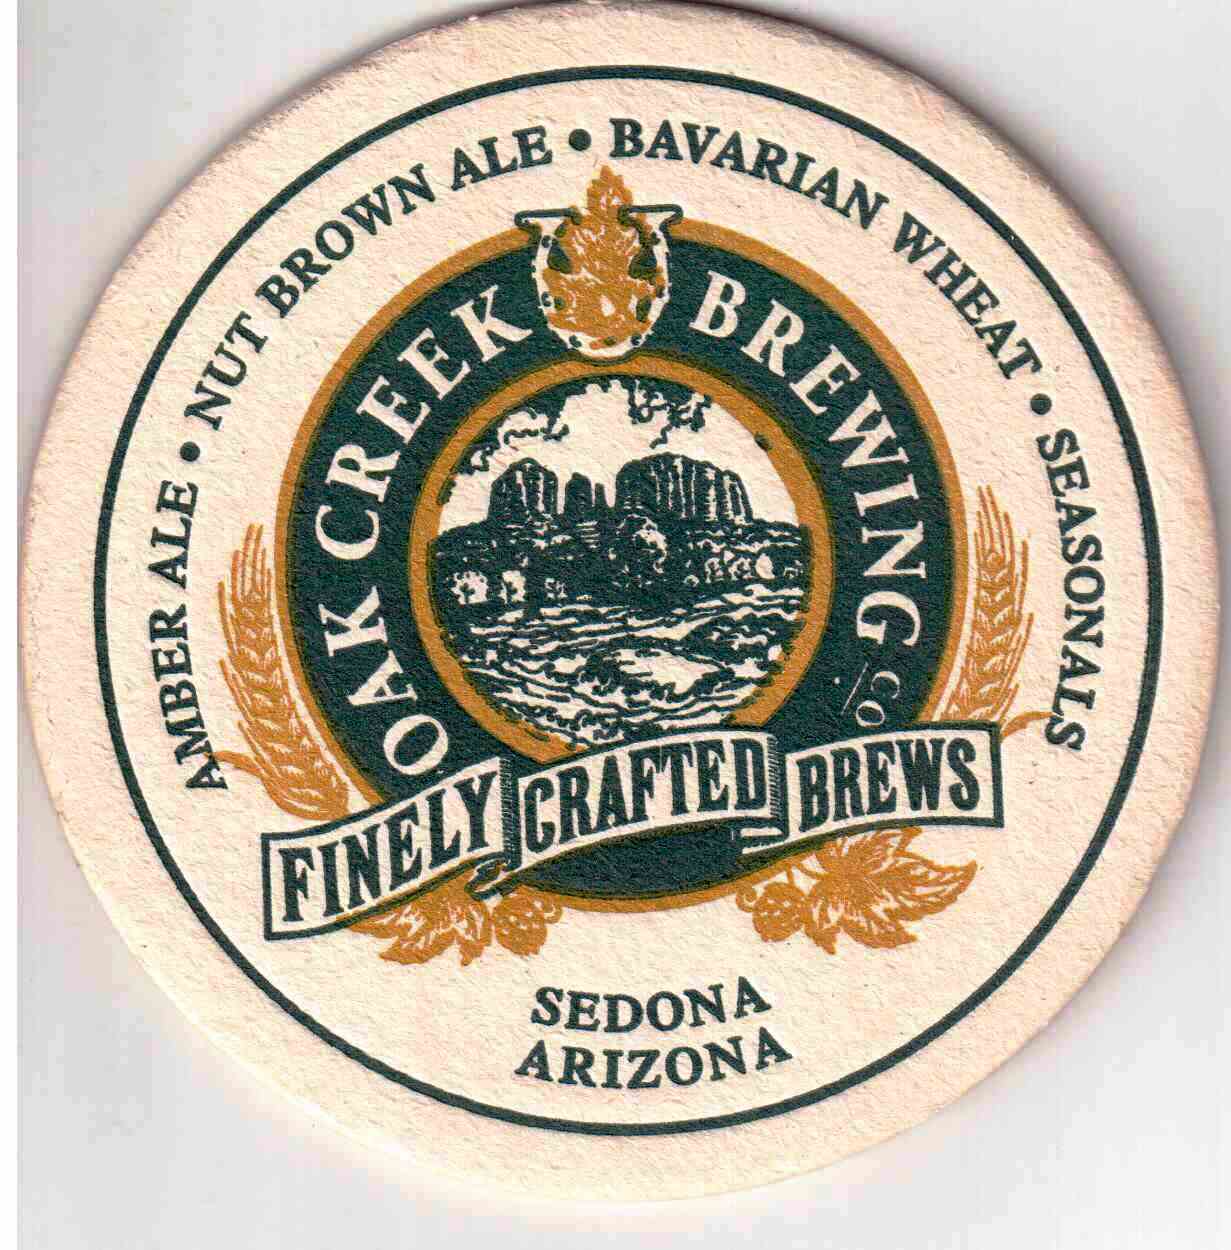 AMBER ALE • NUT BROWN ALE • BAVARIAN WHEAT • SEASONALS
OAK CREEK BREWING CO.
FINELY CRAFTED BREWS
SEDONA
ARIZONA